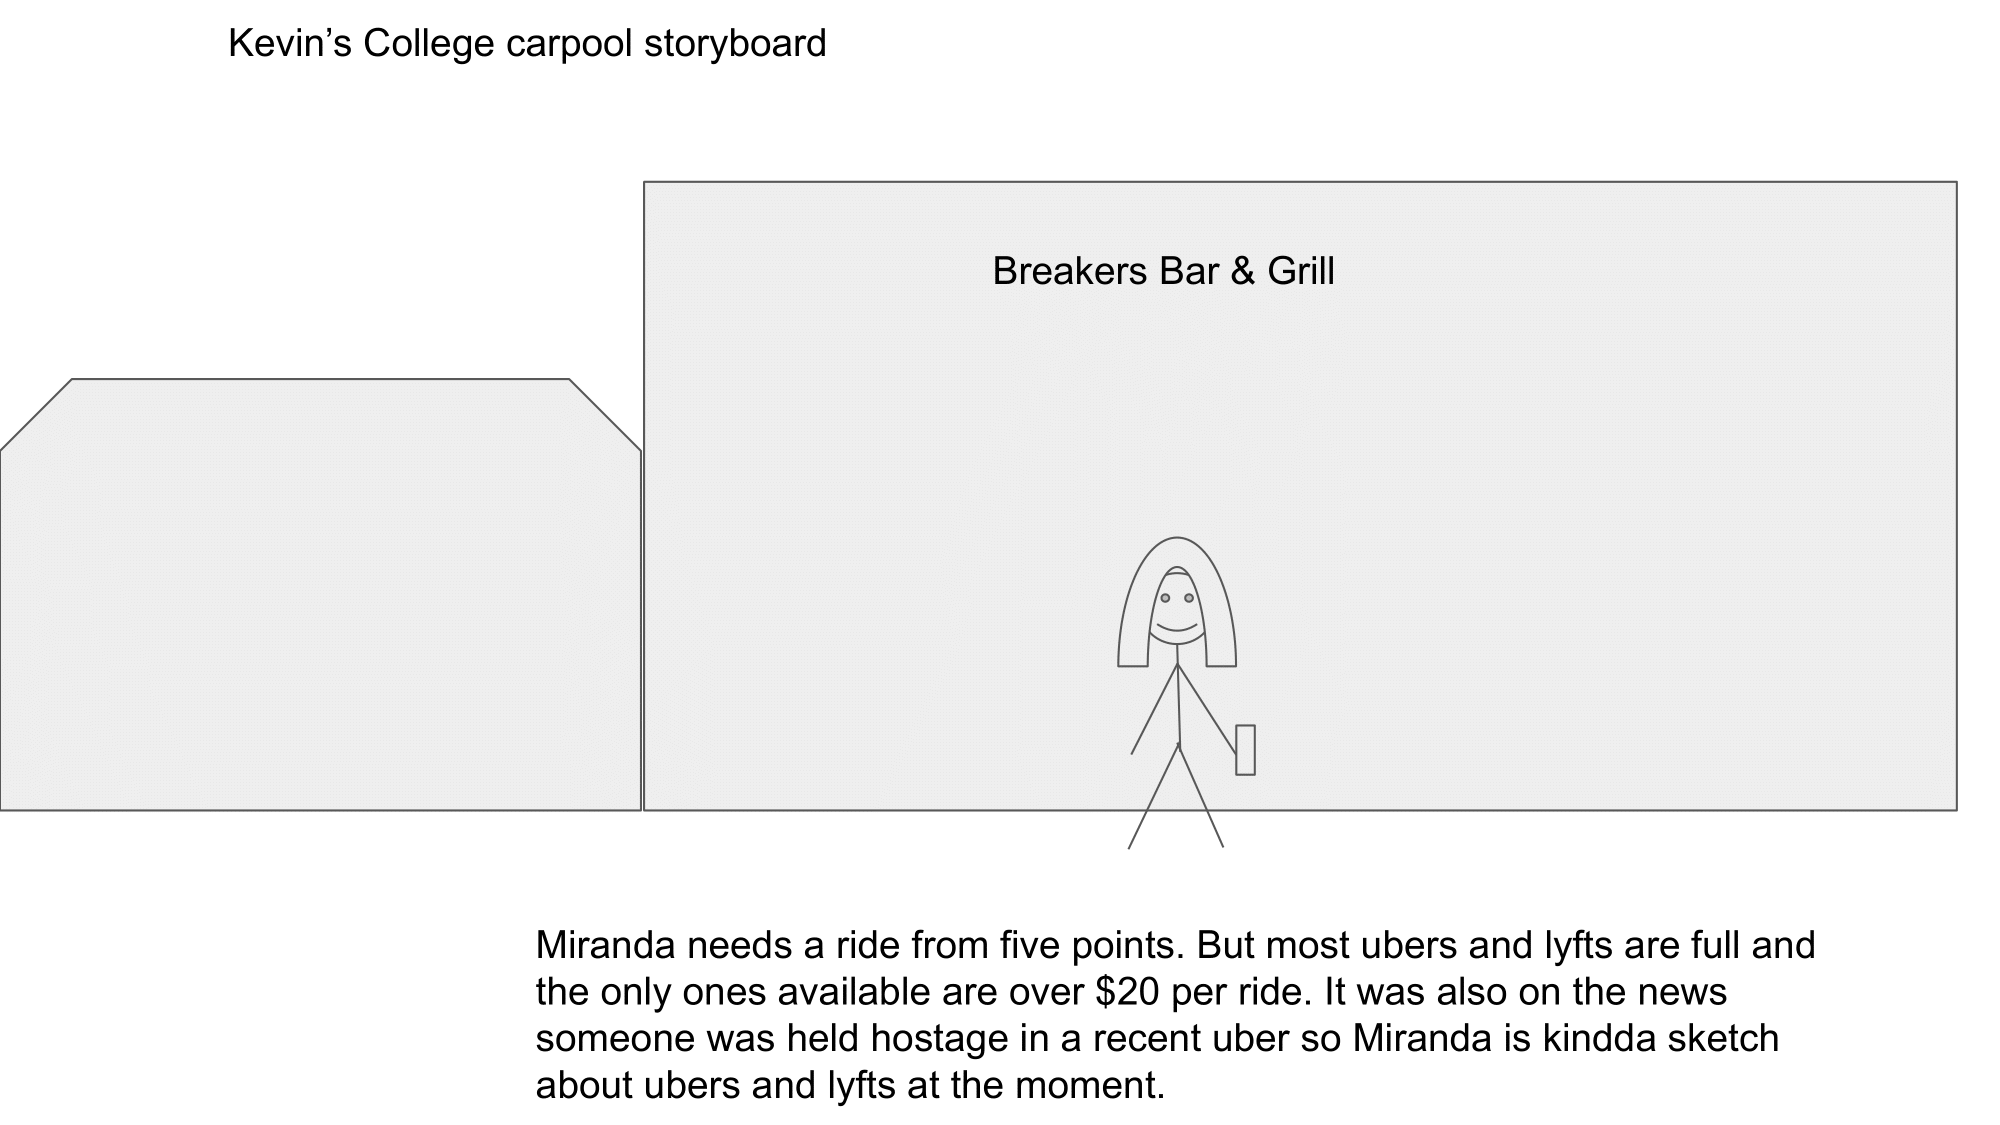 Kevin’s College carpool storyboard
Breakers Bar & Grill
Miranda needs a ride from five points. But most ubers and lyfts are full and
the only ones available are over $20 per ride. It was also on the news
someone was held hostage in a recent uber so Miranda is kindda sketch
about ubers and lyfts at the moment.